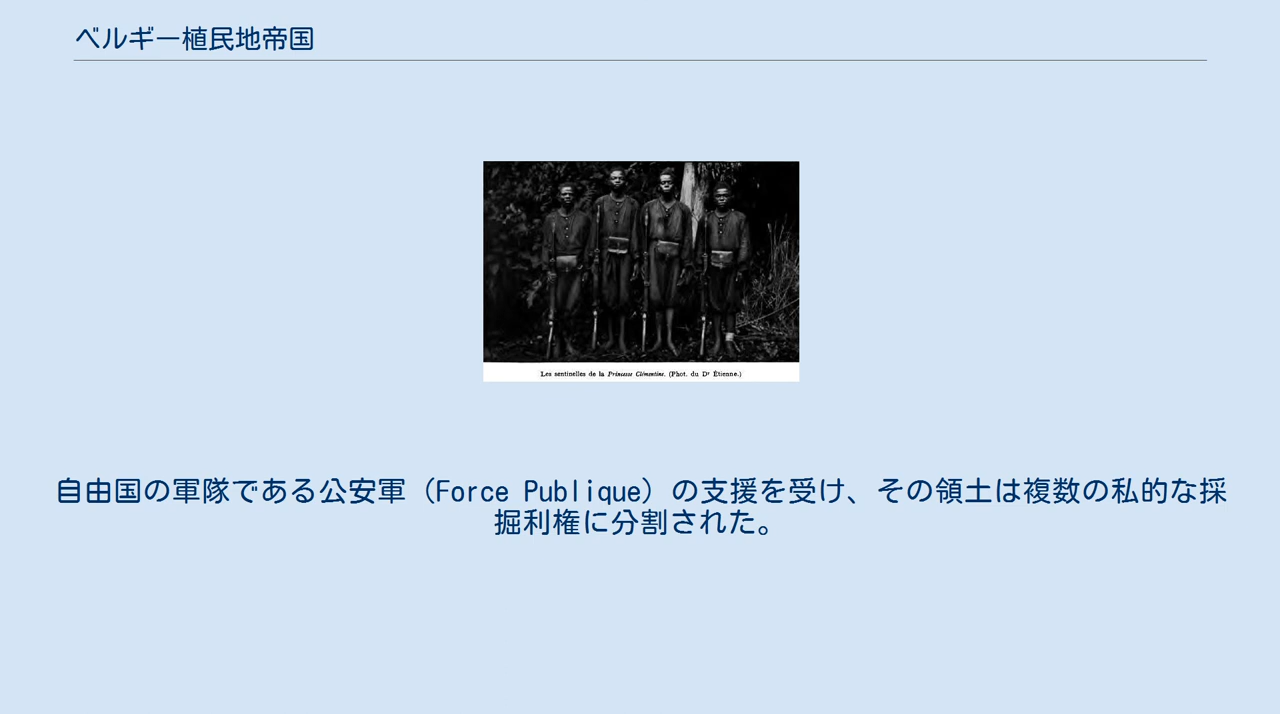 ベルギー植民地帝国
Les sentinelles de la Princesse Clémentine. (Phot. du Dr Étienne.)
自由国の軍隊である公安軍（Force Publique）の支援を受け、その領土は複数の私的な採
掘利権に分割された。